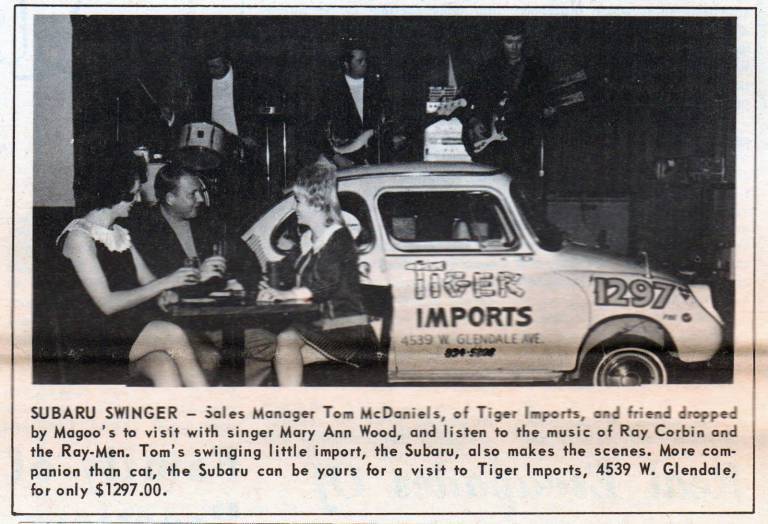 TIGER
IMPORTS
4539 W. GLENDALE AVE.
$1297
SUBARU SWINGER – Sales Manager Tom McDaniels, of Tiger Imports, and friend dropped
by Magoo's to visit with singer Mary Ann Wood, and listen to the music of Ray Corbin and
the Ray-Men. Tom's swinging little import, the Subaru, also makes the scenes. More com-
panion than car, the Subaru can be yours for a visit to Tiger Imports, 4539 W. Glendale,
for only $1297.00.